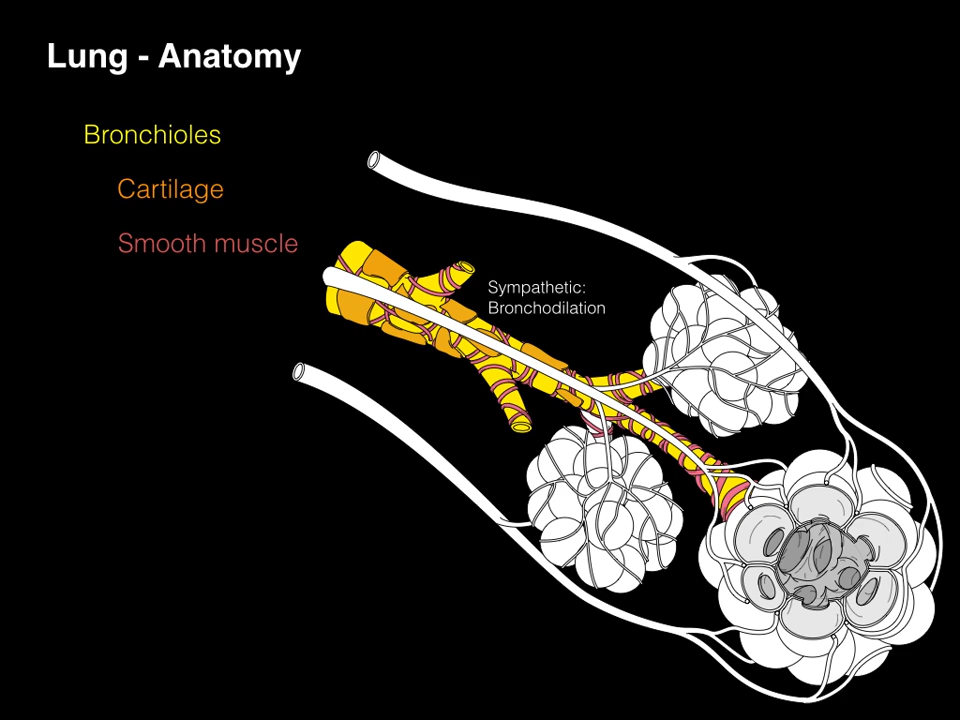 Lung - Anatomy
Bronchioles
Cartilage
Smooth muscle
Sympathetic:
Bronchodilation